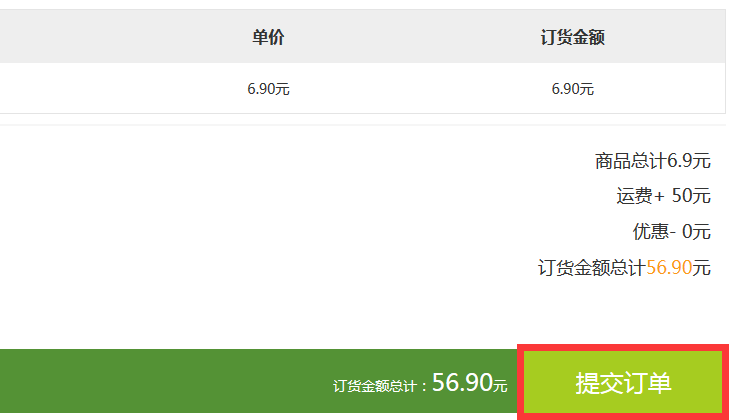 单价 订货金额
6.90元 6.90元
商品总计6.9元
运费+ 50元
优惠- 0元
订货金额总计56.90元
订货金额总计：56.90元 提交订单